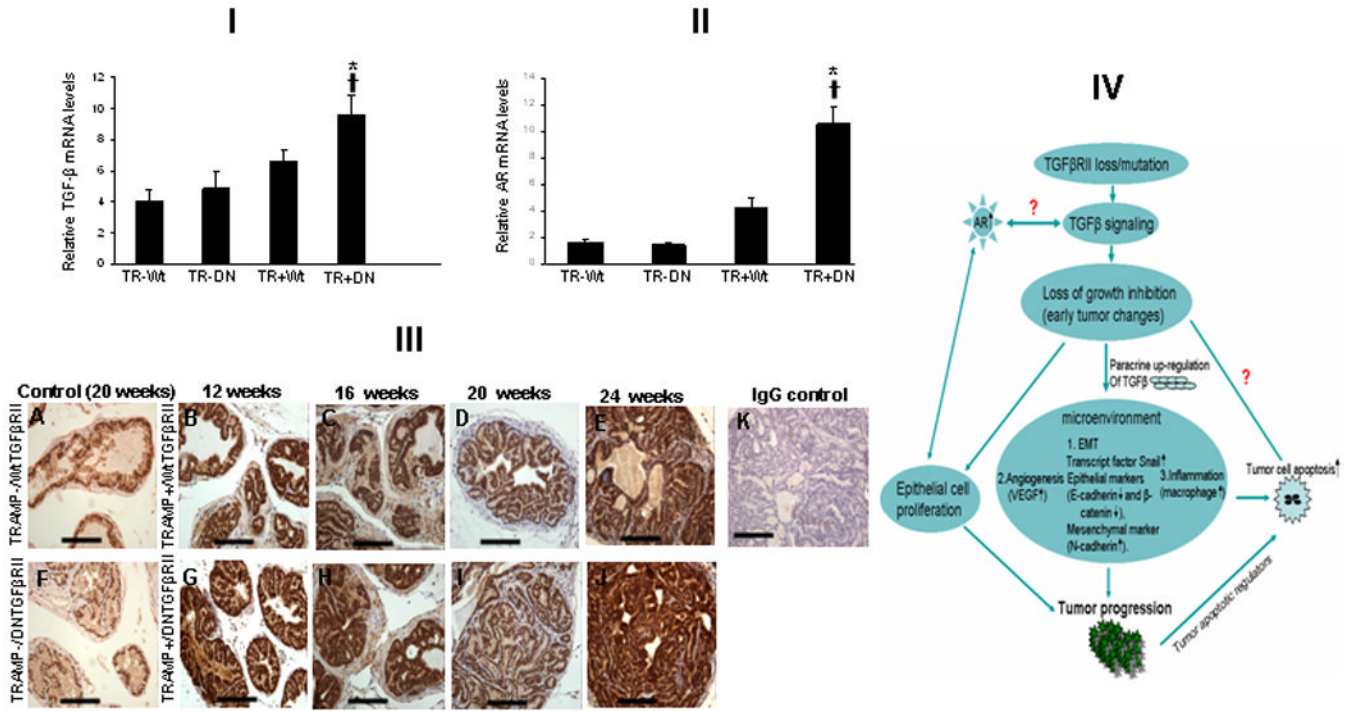 I
Relative TGF-β mRNA levels
12
10
8
6
4
2
0
*
†
TR-Wt TR-DN TR+Wt TR+DN
II
Relative AR mRNA levels
14
12
10
8
6
4
2
0
*
†
TR-Wt TR-DN TR+Wt TR+DN
III
Control (20 weeks) 12 weeks 16 weeks 20 weeks 24 weeks IgG control
TRAMP-/WtTGFβRII
TRAMP+/WtTGFβRII
A B C D E K
TRAMP-/DNTGFβRII
TRAMP+/DNTGFβRII
F G H I J
IV
TGFβRII loss/mutation
AR↑
?
TGFβ signaling
Loss of growth inhibition
(early tumor changes)
Paracrine up-regulation
Of TGFβ
?
microenvironment
1. EMT
Transcript factor Snail↑
Epithelial markers
(E-cadherin↓ and β-
catenin↓),
Mesenchymal marker
(N-cadherin↑).
2.Angiogenesis
(VEGF↑)
3.Inflammation
(macrophage↑)
Epithelial cell
proliferation
Tumor cell apoptosis↑
Tumor progression
Tumor apoptotic regulators